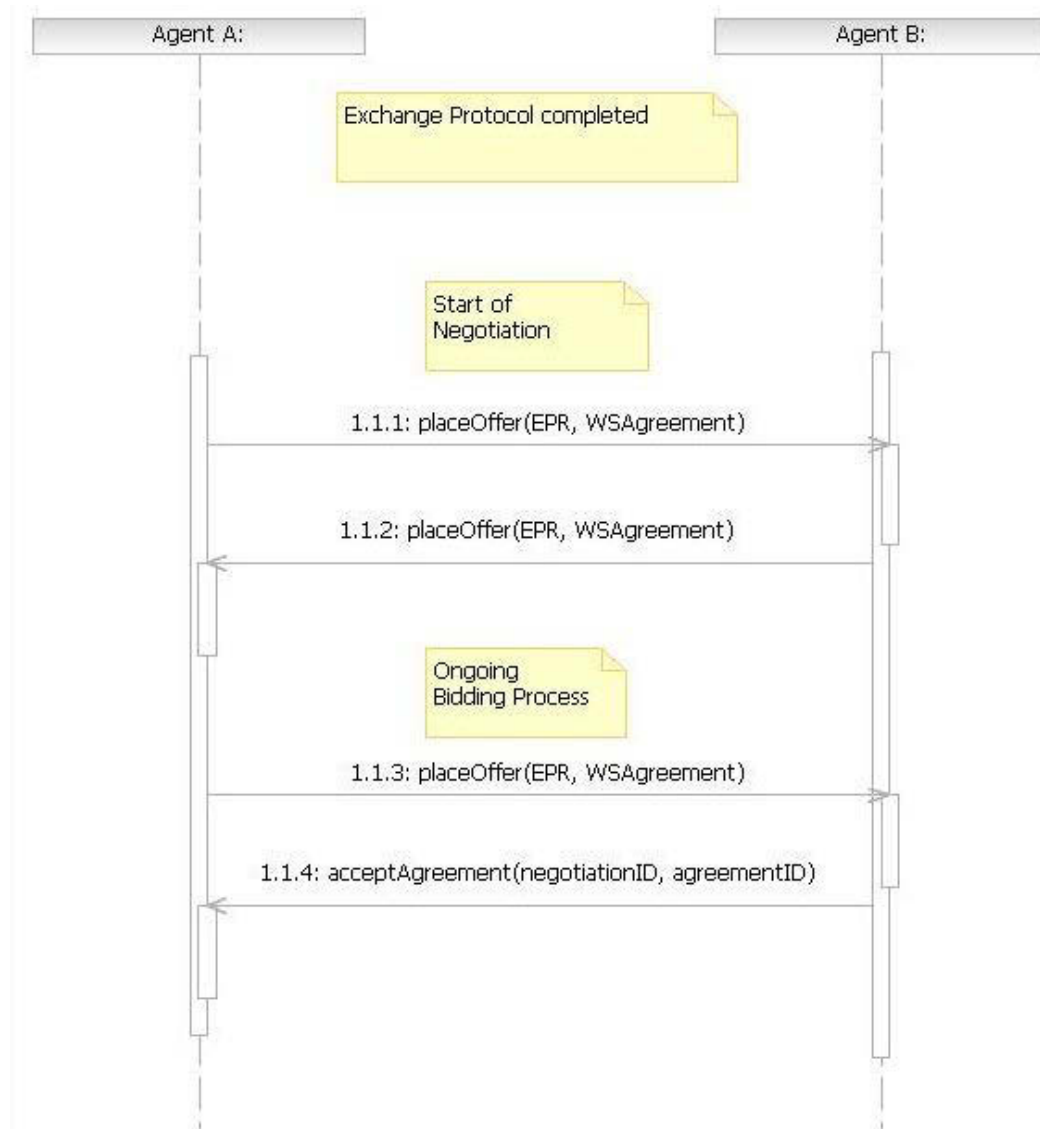 Agent A:
Agent B:
Exchange Protocol completed
Start of
Negotiation
1.1.1: placeOffer(EPR, WSAgreement)
1.1.2: placeOffer(EPR, WSAgreement)
Ongoing
Bidding Process
1.1.3: placeOffer(EPR, WSAgreement)
1.1.4: acceptAgreement(negotiationID, agreementID)